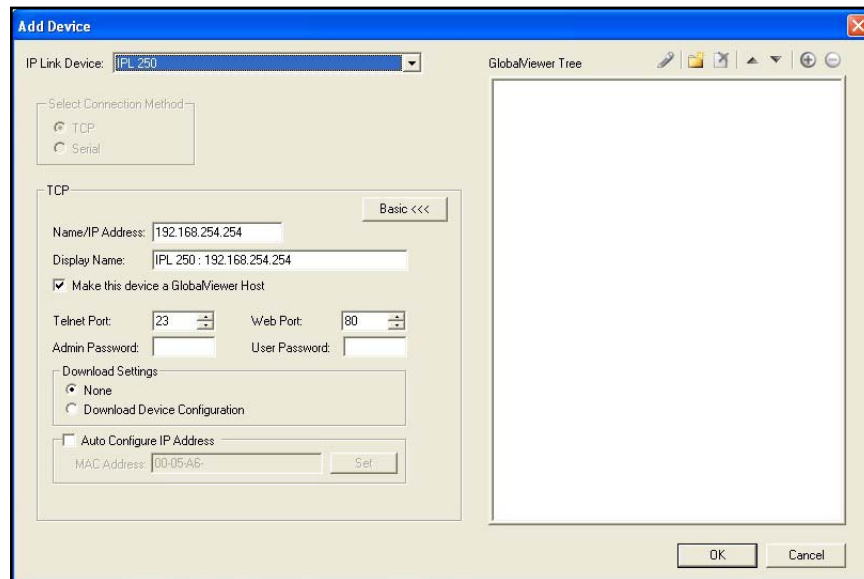 Add Device
IP Link Device: IPL 250
GlobalViewer Tree
Select Connection Method
TCP
Serial
TCP
Basic <<<
Name/IP Address: 192.168.254.254
Display Name: IPL 250 : 192.168.254.254
Make this device a GlobalViewer Host
Telnet Port: 23 Web Port: 80
Admin Password: User Password:
Download Settings
None
Download Device Configuration
Auto Configure IP Address
MAC Address: 00-05-A6- Set
OK Cancel